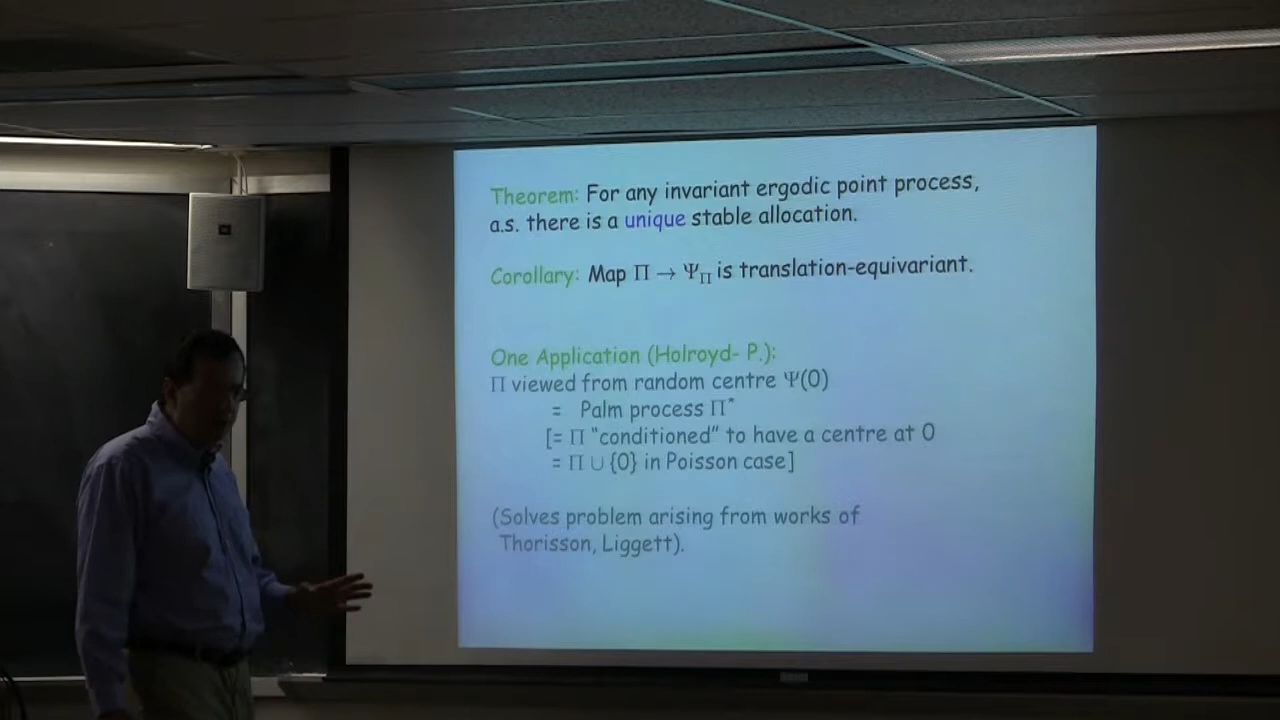 Theorem: For any invariant ergodic point process,
a.s. there is a unique stable allocation.
Corollary: Map Π → Ψ_Π is translation-equivariant.
One Application (Holroyd- P.):
Π viewed from random centre Ψ(0)
= Palm process Π*
[= Π “conditioned” to have a centre at 0
= Π ∪ {0} in Poisson case]
(Solves problem arising from works of
Thorisson, Liggett).